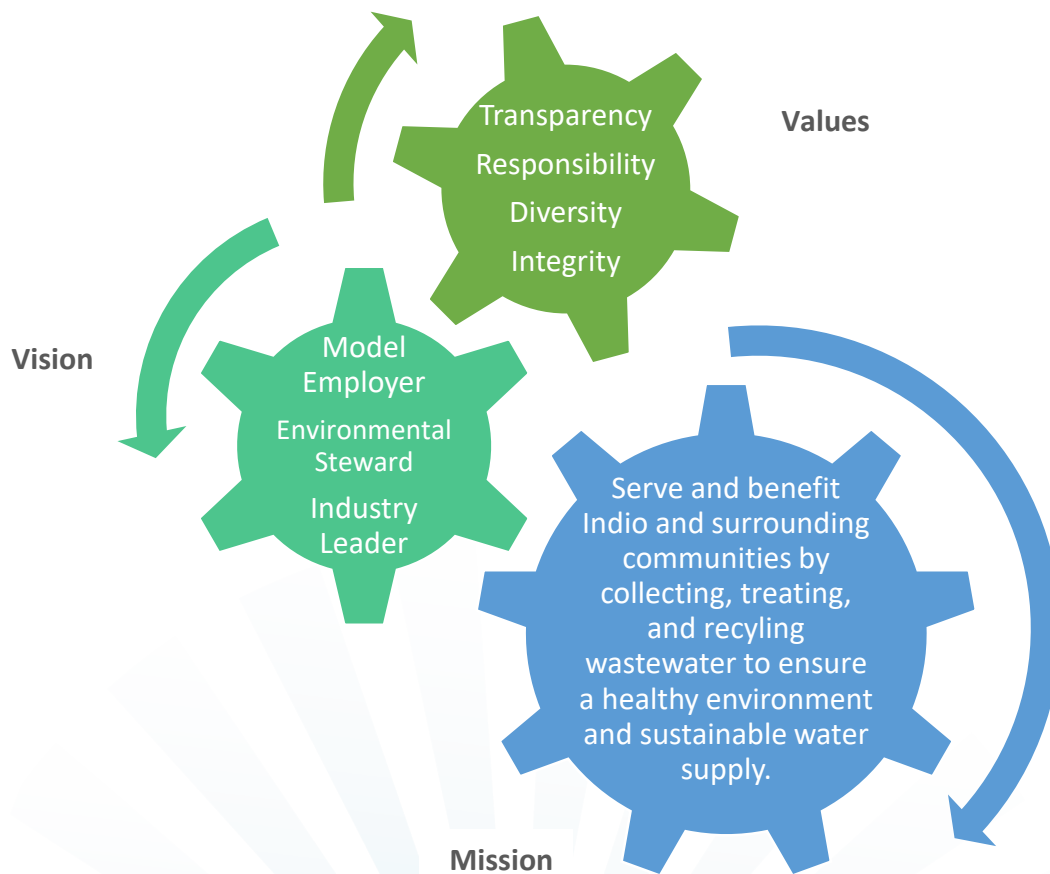 Values
Transparency
Responsibility
Diversity
Integrity
Vision
Model
Employer
Environmental
Steward
Industry
Leader
Serve and benefit
Indio and surrounding
communities by
collecting, treating,
and recyling
wastewater to ensure
a healthy environment
and sustainable water
supply.
Mission